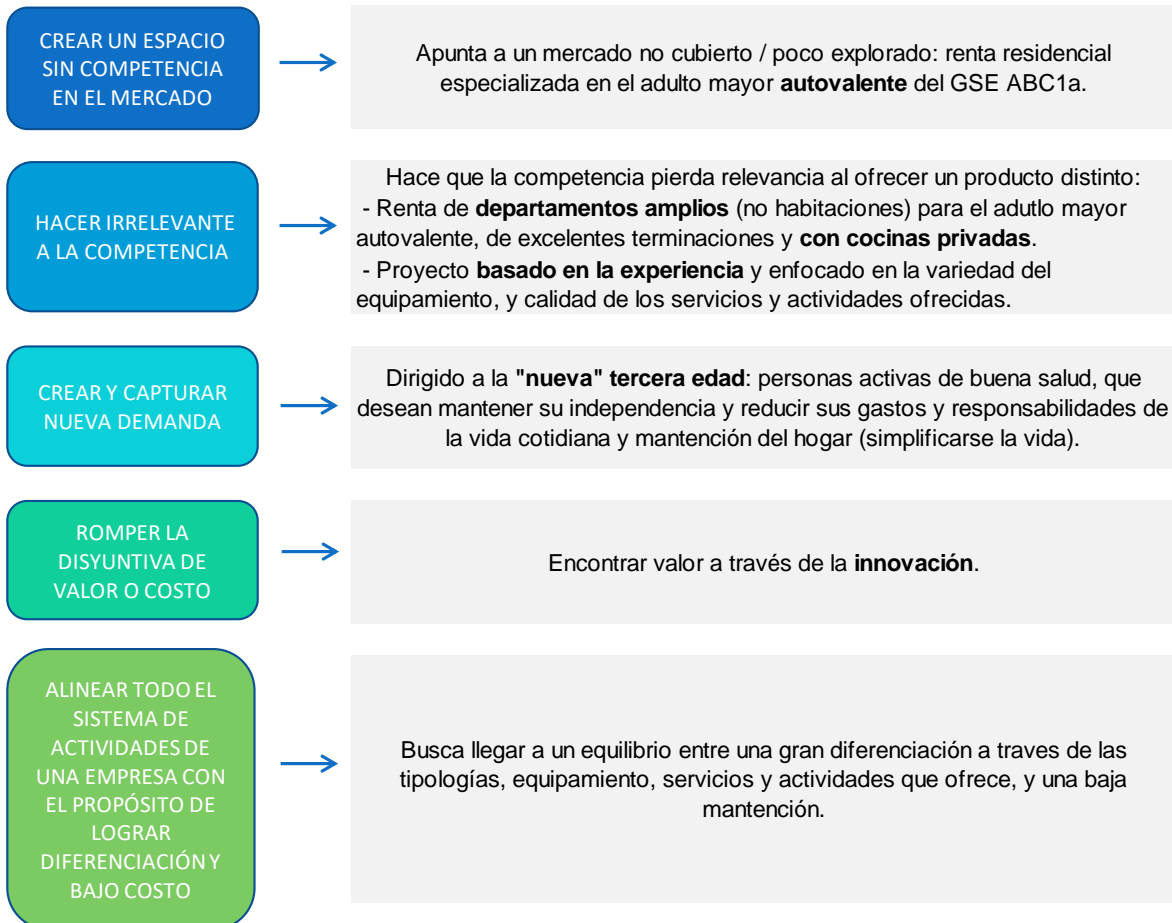 CREAR UN ESPACIO
SIN COMPETENCIA
EN EL MERCADO
Apunta a un mercado no cubierto / poco explorado: renta residencial
especializada en el adulto mayor autovalente del GSE ABC1a.
HACER IRRELEVANTE
A LA COMPETENCIA
Hace que la competencia pierda relevancia al ofrecer un producto distinto:
- Renta de departamentos amplios (no habitaciones) para el adutlo mayor
autovalente, de excelentes terminaciones y con cocinas privadas.
- Proyecto basado en la experiencia y enfocado en la variedad del
equipamiento, y calidad de los servicios y actividades ofrecidas.
CREAR Y CAPTURAR
NUEVA DEMANDA
Dirigido a la "nueva" tercera edad: personas activas de buena salud, que
desean mantener su independencia y reducir sus gastos y responsabilidades de
la vida cotidiana y mantención del hogar (simplificarse la vida).
ROMPER LA
DISYUNTIVA DE
VALOR O COSTO
Encontrar valor a través de la innovación.
ALINEAR TODO EL
SISTEMA DE
ACTIVIDADES DE
UNA EMPRESA CON
EL PROPÓSITO DE
LOGRAR
DIFERENCIACIÓN Y
BAJO COSTO
Busca llegar a un equilibrio entre una gran diferenciación a traves de las
tipologías, equipamiento, servicios y actividades que ofrece, y una baja
mantención.